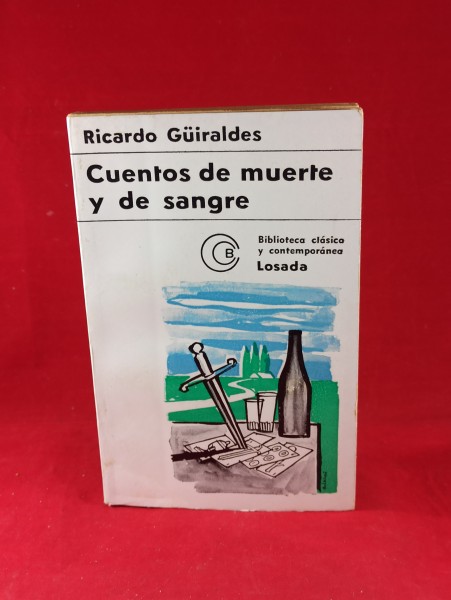 Ricardo Güiraldes
Cuentos de muerte
y de sangre
B
Biblioteca clásica
y contemporánea
Losada